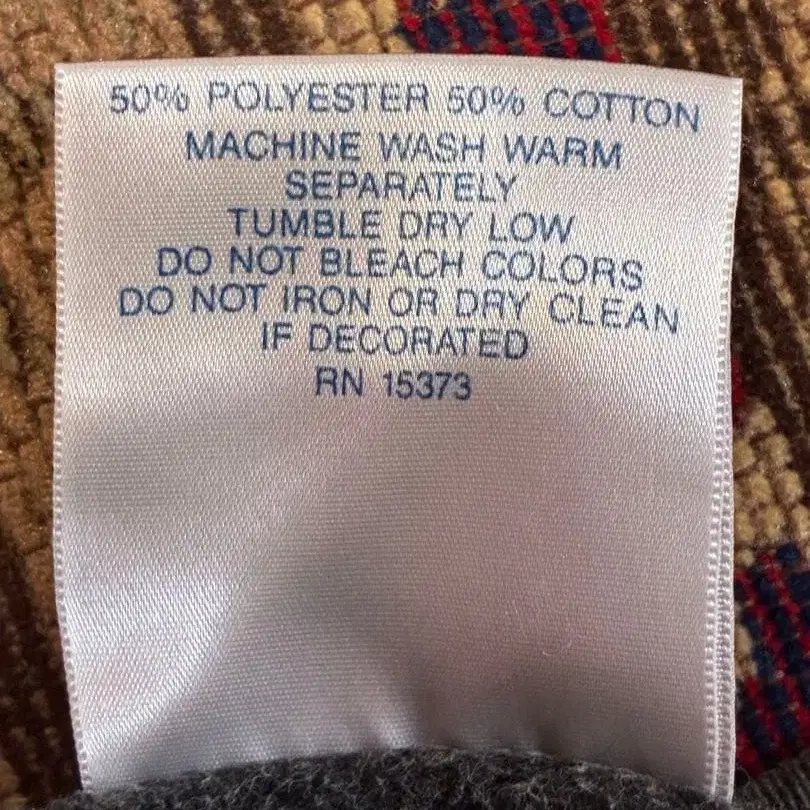 50% POLYESTER 50% COTTON
MACHINE WASH WARM
SEPARATELY
TUMBLE DRY LOW
DO NOT BLEACH COLORS
DO NOT IRON OR DRY CLEAN
IF DECORATED
RN 15373